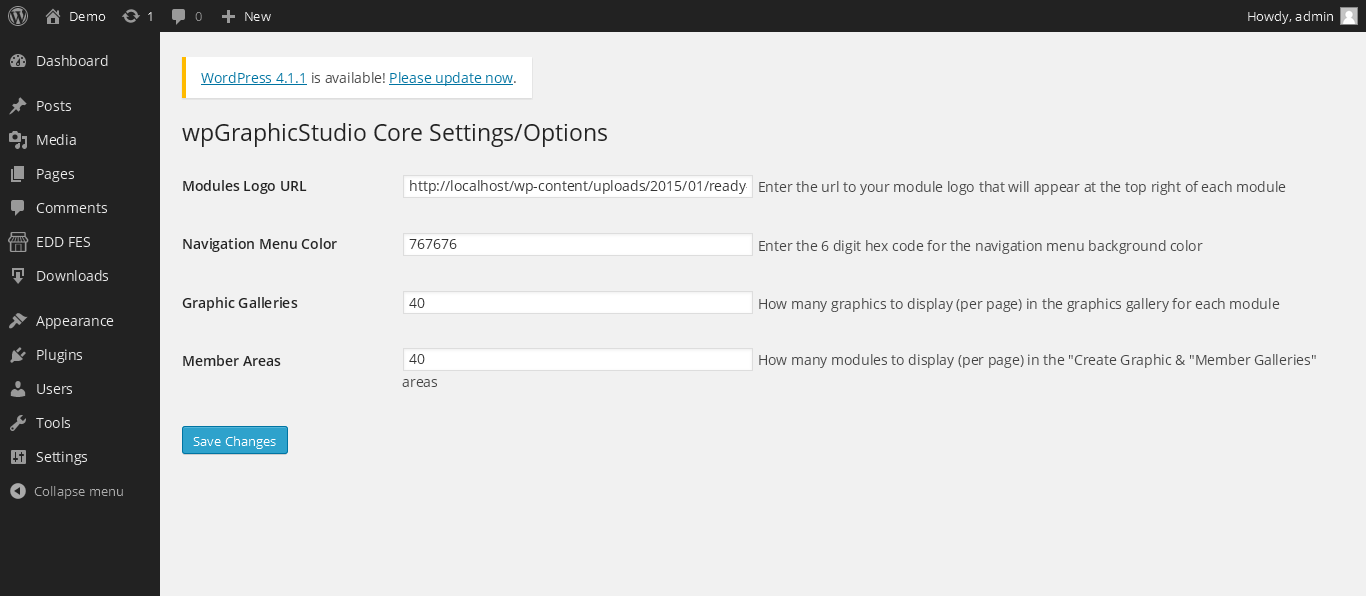 Demo 1 0 New Howdy, admin
Dashboard
Posts
Media
Pages
Comments
EDD FES
Downloads
Appearance
Plugins
Users
Tools
Settings
Collapse menu
WordPress 4.1.1 is available! Please update now.
wpGraphicStudio Core Settings/Options
Modules Logo URL http://localhost/wp-content/uploads/2015/01/ready Enter the url to your module logo that will appear at the top right of each module
Navigation Menu Color 767676 Enter the 6 digit hex code for the navigation menu background color
Graphic Galleries 40 How many graphics to display (per page) in the graphics gallery for each module
Member Areas 40 How many modules to display (per page) in the "Create Graphic & "Member Galleries"
areas
Save Changes